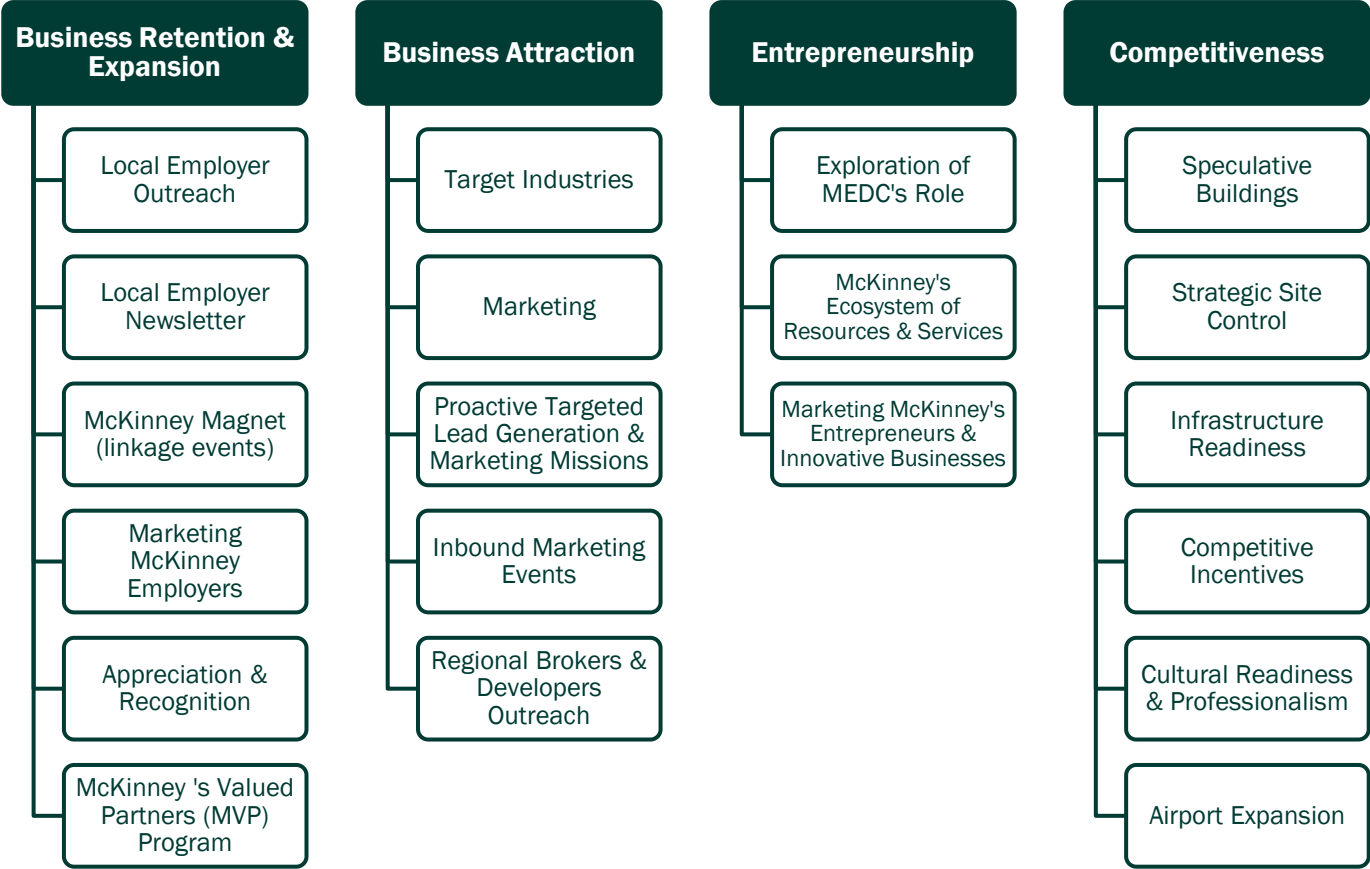 Business Retention &
Expansion
Local Employer
Outreach
Local Employer
Newsletter
McKinney Magnet
(linkage events)
Marketing
McKinney
Employers
Appreciation &
Recognition
McKinney 's Valued
Partners (MVP)
Program
Business Attraction
Target Industries
Marketing
Proactive Targeted
Lead Generation &
Marketing Missions
Inbound Marketing
Events
Regional Brokers &
Developers
Outreach
Entrepreneurship
Exploration of
MEDC's Role
McKinney's
Ecosystem of
Resources & Services
Marketing McKinney's
Entrepreneurs &
Innovative Businesses
Competitiveness
Speculative
Buildings
Strategic Site
Control
Infrastructure
Readiness
Competitive
Incentives
Cultural Readiness
& Professionalism
Airport Expansion